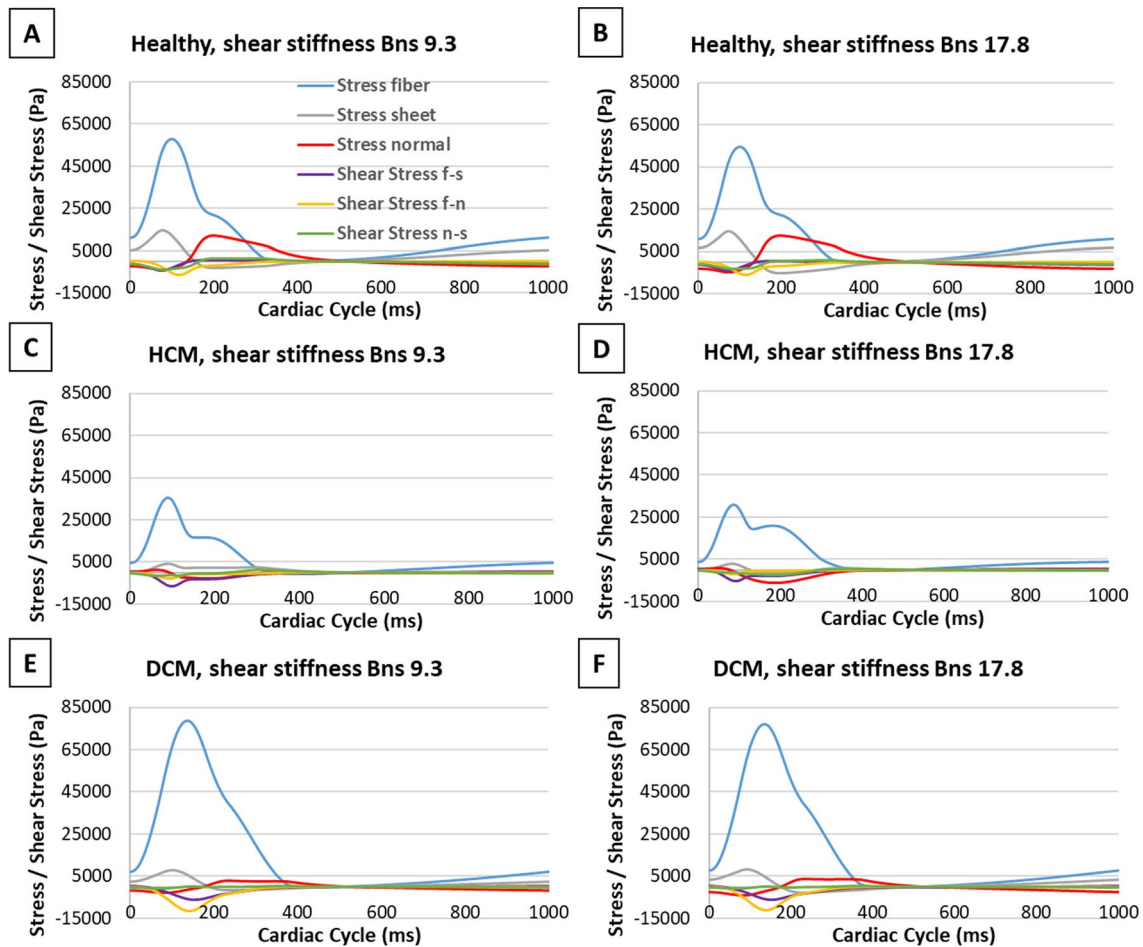 A
Healthy, shear stiffness Bns 9.3
Stress / Shear Stress (Pa)
85000
65000
45000
25000
5000
-15000
Stress fiber
Stress sheet
Stress normal
Shear Stress f-s
Shear Stress f-n
Shear Stress n-s
0 200 400 600 800 1000
Cardiac Cycle (ms)
B
Healthy, shear stiffness Bns 17.8
Stress / Shear Stress (Pa)
85000
65000
45000
25000
5000
-15000
0 200 400 600 800 1000
Cardiac Cycle (ms)
C
HCM, shear stiffness Bns 9.3
Stress / Shear Stress (Pa)
85000
65000
45000
25000
5000
-15000
0 200 400 600 800 1000
Cardiac Cycle (ms)
D
HCM, shear stiffness Bns 17.8
Stress / Shear Stress (Pa)
85000
65000
45000
25000
5000
-15000
0 200 400 600 800 1000
Cardiac Cycle (ms)
E
DCM, shear stiffness Bns 9.3
Stress / Shear Stress (Pa)
85000
65000
45000
25000
5000
-15000
0 200 400 600 800 1000
Cardiac Cycle (ms)
F
DCM, shear stiffness Bns 17.8
Stress / Shear Stress (Pa)
85000
65000
45000
25000
5000
-15000
0 200 400 600 800 1000
Cardiac Cycle (ms)